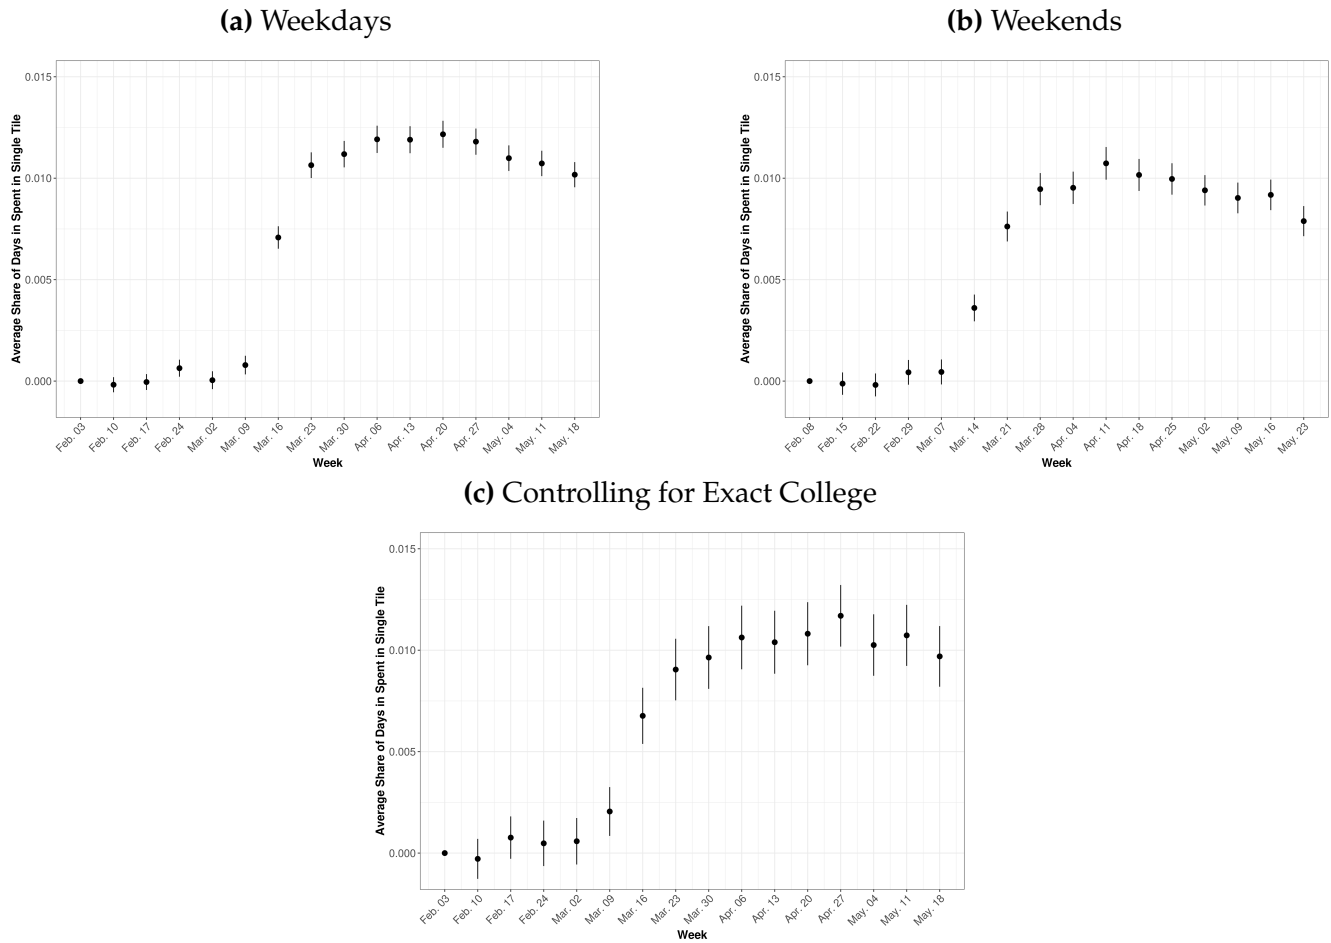 (a) Weekdays
Average Share of Days in Spent in Single Tile
0.015
0.010
0.005
0.000
Feb. 03
Feb. 10
Feb. 17
Feb. 24
Mar. 02
Mar. 09
Mar. 16
Mar. 23
Mar. 30
Apr. 06
Apr. 13
Apr. 20
Apr. 27
May. 04
May. 11
May. 18
Week
(b) Weekends
Average Share of Days in Spent in Single Tile
0.015
0.010
0.005
0.000
Feb. 08
Feb. 15
Feb. 22
Feb. 29
Mar. 07
Mar. 14
Mar. 21
Mar. 28
Apr. 04
Apr. 11
Apr. 18
Apr. 25
May. 02
May. 09
May. 16
May. 23
Week
(c) Controlling for Exact College
Average Share of Days in Spent in Single Tile
0.015
0.010
0.005
0.000
Feb. 03
Feb. 10
Feb. 17
Feb. 24
Mar. 02
Mar. 09
Mar. 16
Mar. 23
Mar. 30
Apr. 06
Apr. 13
Apr. 20
Apr. 27
May. 04
May. 11
May. 18
Week